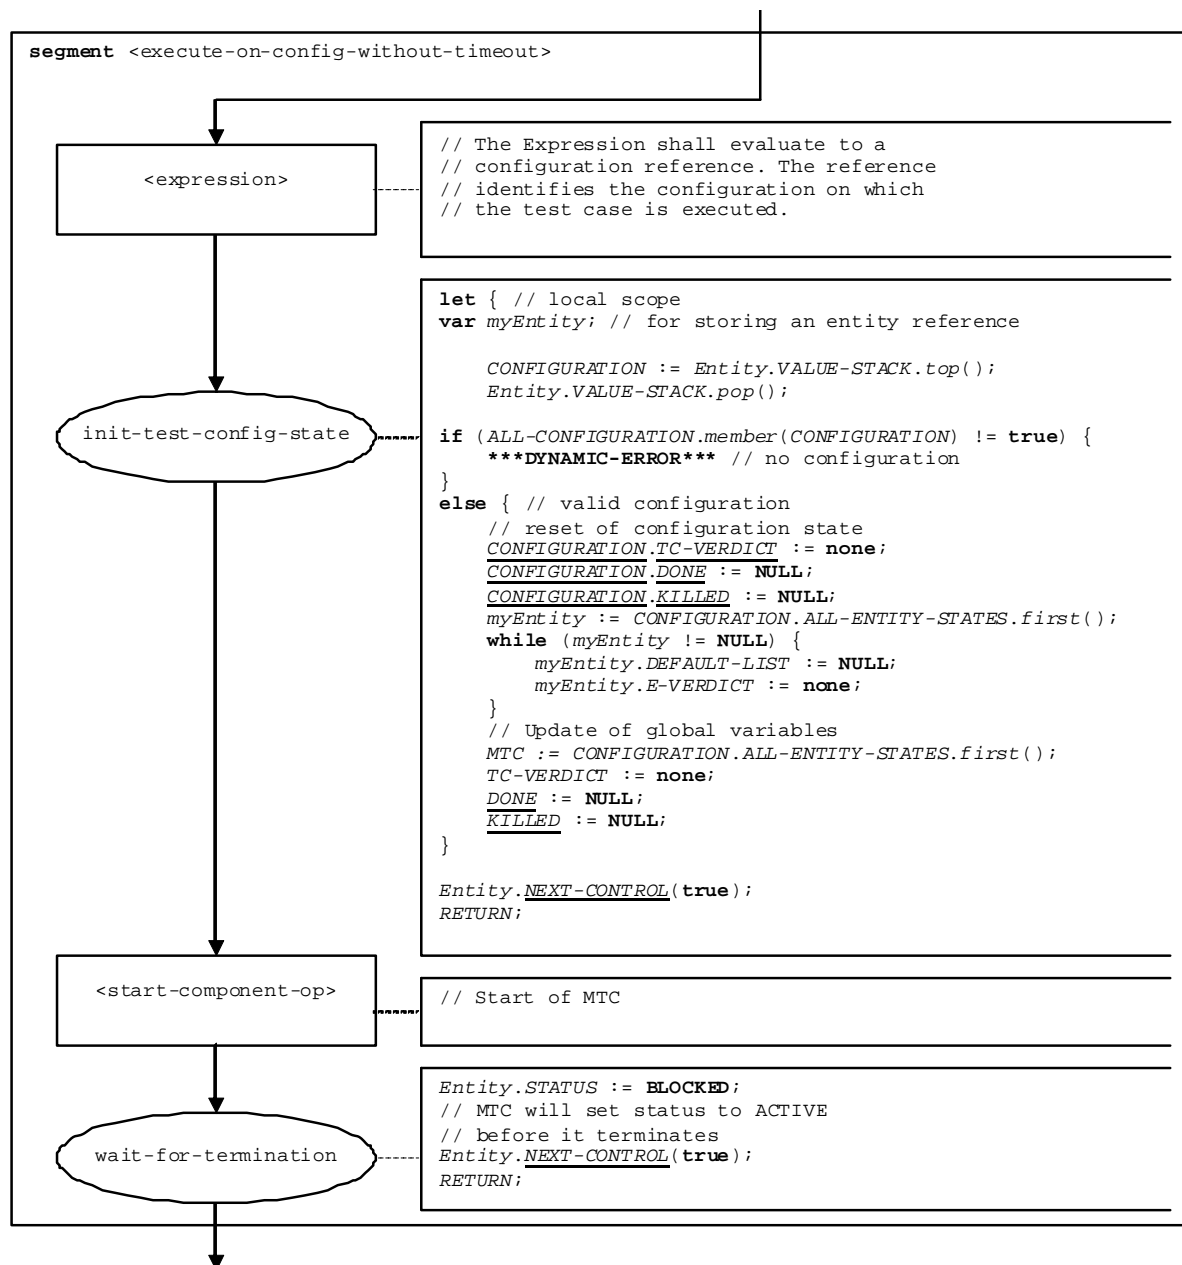 segment <execute-on-config-without-timeout>
<expression>
// The Expression shall evaluate to a
// configuration reference. The reference
// identifies the configuration on which
// the test case is executed.
init-test-config-state
let { // local scope
var myEntity; // for storing an entity reference
CONFIGURATION := Entity.VALUE-STACK.top();
Entity.VALUE-STACK.pop();
if (ALL-CONFIGURATION.member(CONFIGURATION) != true) {
***DYNAMIC-ERROR*** // no configuration
}
else { // valid configuration
// reset of configuration state
CONFIGURATION.TC-VERDICT := none;
CONFIGURATION.DONE := NULL;
CONFIGURATION.KILLED := NULL;
myEntity := CONFIGURATION.ALL-ENTITY-STATES.first();
while (myEntity != NULL) {
myEntity.DEFAULT-LIST := NULL;
myEntity.E-VERDICT := none;
}
// Update of global variables
MTC := CONFIGURATION.ALL-ENTITY-STATES.first();
TC-VERDICT := none;
DONE := NULL;
KILLED := NULL;
}
Entity.NEXT-CONTROL(true);
RETURN;
<start-component-op>
// Start of MTC
wait-for-termination
Entity.STATUS := BLOCKED;
// MTC will set status to ACTIVE
// before it terminates
Entity.NEXT-CONTROL(true);
RETURN;